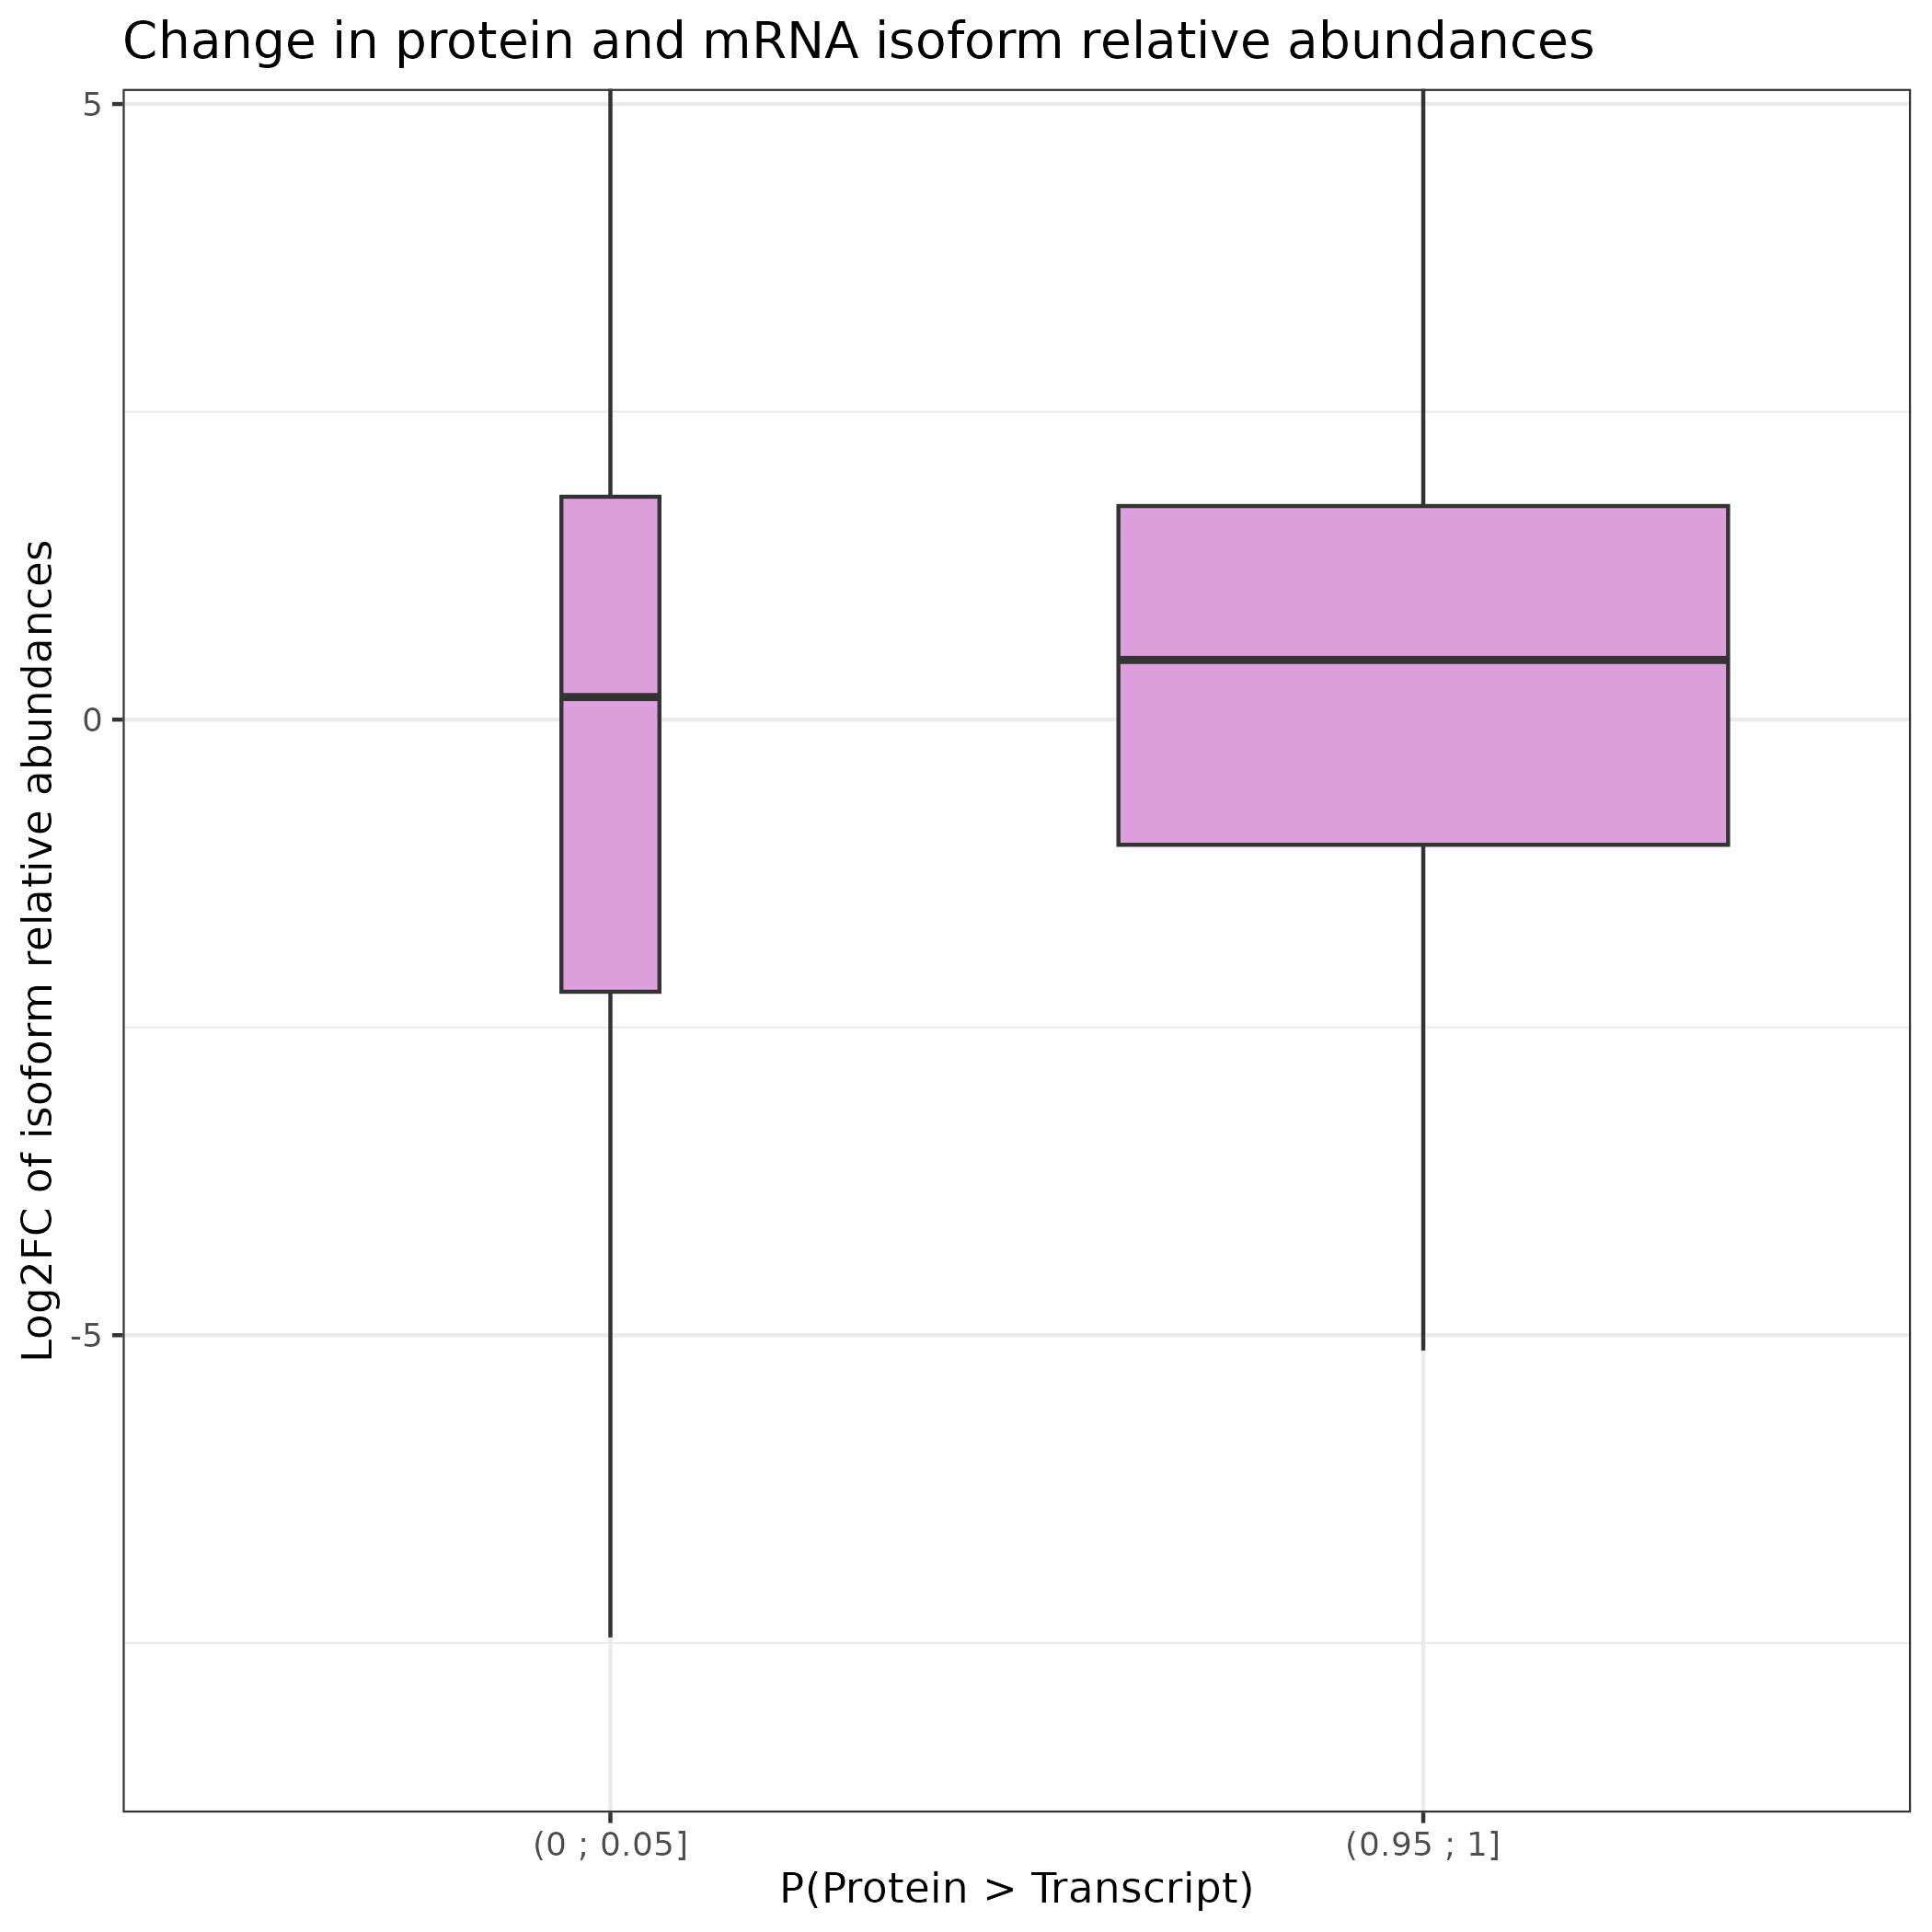 Change in protein and mRNA isoform relative abundances
Log2FC of isoform relative abundances
5
0
-5
(0 ; 0.05]
(0.95 ; 1]
P(Protein > Transcript)